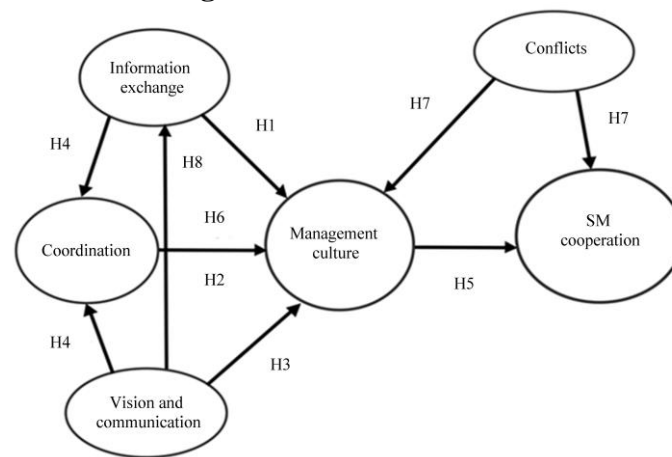 Conflicts
Information
exchange
H7
H1
H7
H4
H8
H6
SM
cooperation
Management
culture
Coordination
H2
H5
H4
H3
Vision and
communication